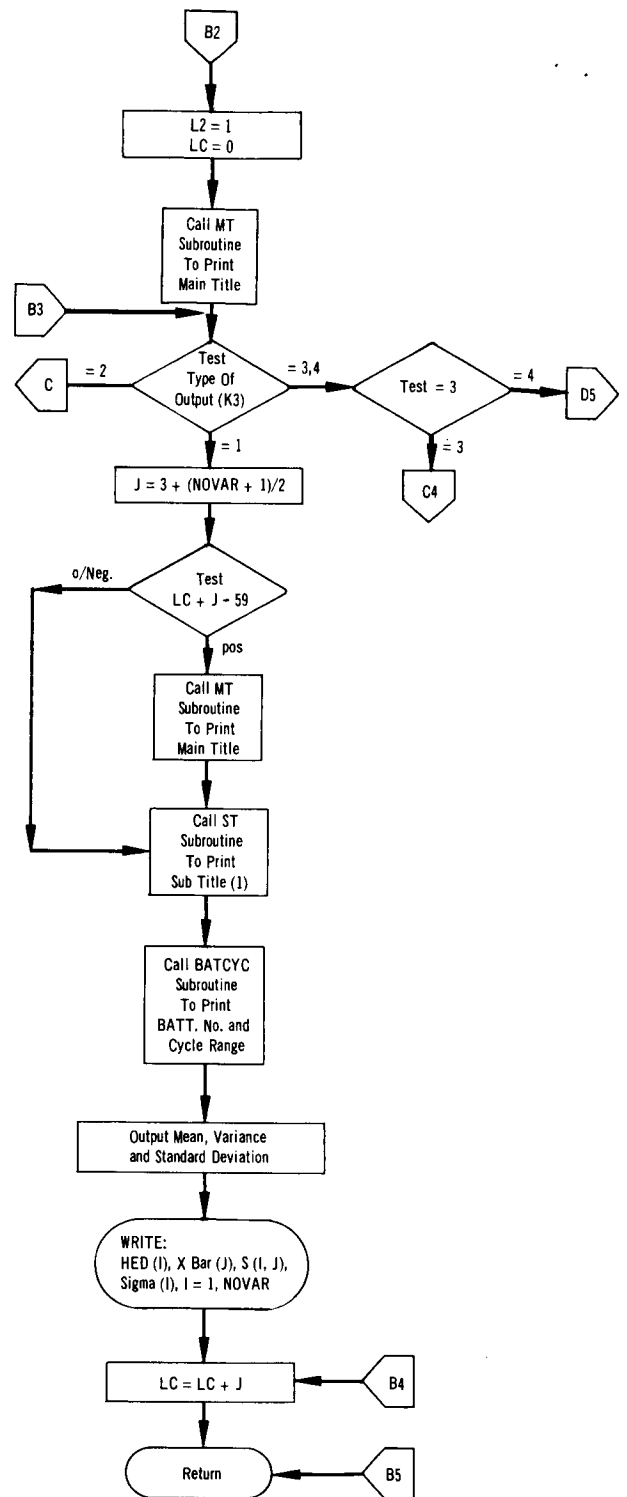 B2
L2 = 1
LC = 0
Call MT
Subroutine
To Print
Main Title
B3
Test
Type Of
Output (K3)
= 2
C
= 3,4
Test = 3
= 4
D5
= 3
C4
= 1
J = 3 + (NOVAR + 1)/2
o/Neg.
Test
LC + J - 59
pos
Call MT
Subroutine
To Print
Main Title
Call ST
Subroutine
To Print
Sub Title (1)
Call BATCYC
Subroutine
To Print
BATT. No. and
Cycle Range
Output Mean, Variance
and Standard Deviation
WRITE:
HED (I), X Bar (J), S (I, J),
Sigma (I), I = 1, NOVAR
LC = LC + J
B4
Return
B5